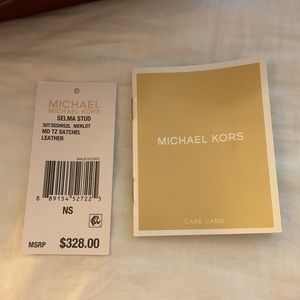 MICHAEL
MICHAEL KORS
SELMA STUD
MERLOT
MD TZ SATCHEL
LEATHER
8 89154 52722 5
NS
MSRP $328.00
MICHAEL KORS
CARE CARD